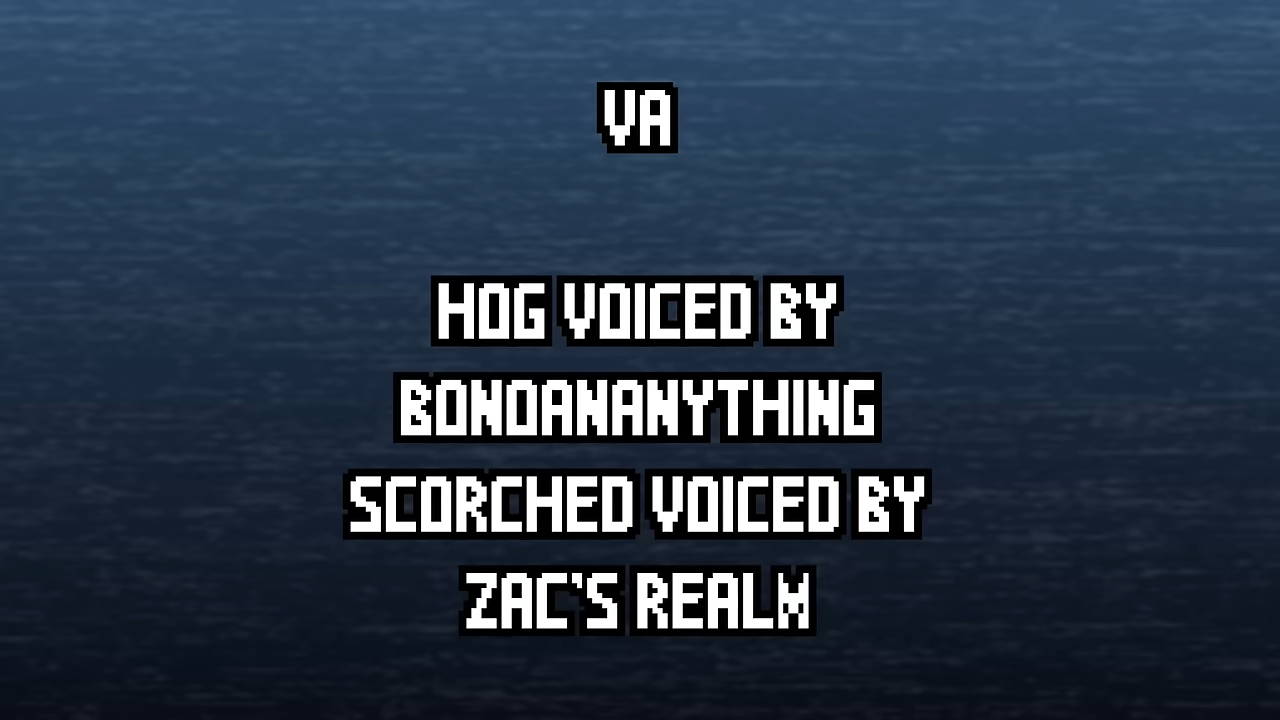 VA
HOG VOICED BY
BONOANANYTHING
SCORCHED VOICED BY
ZAC'S REALM